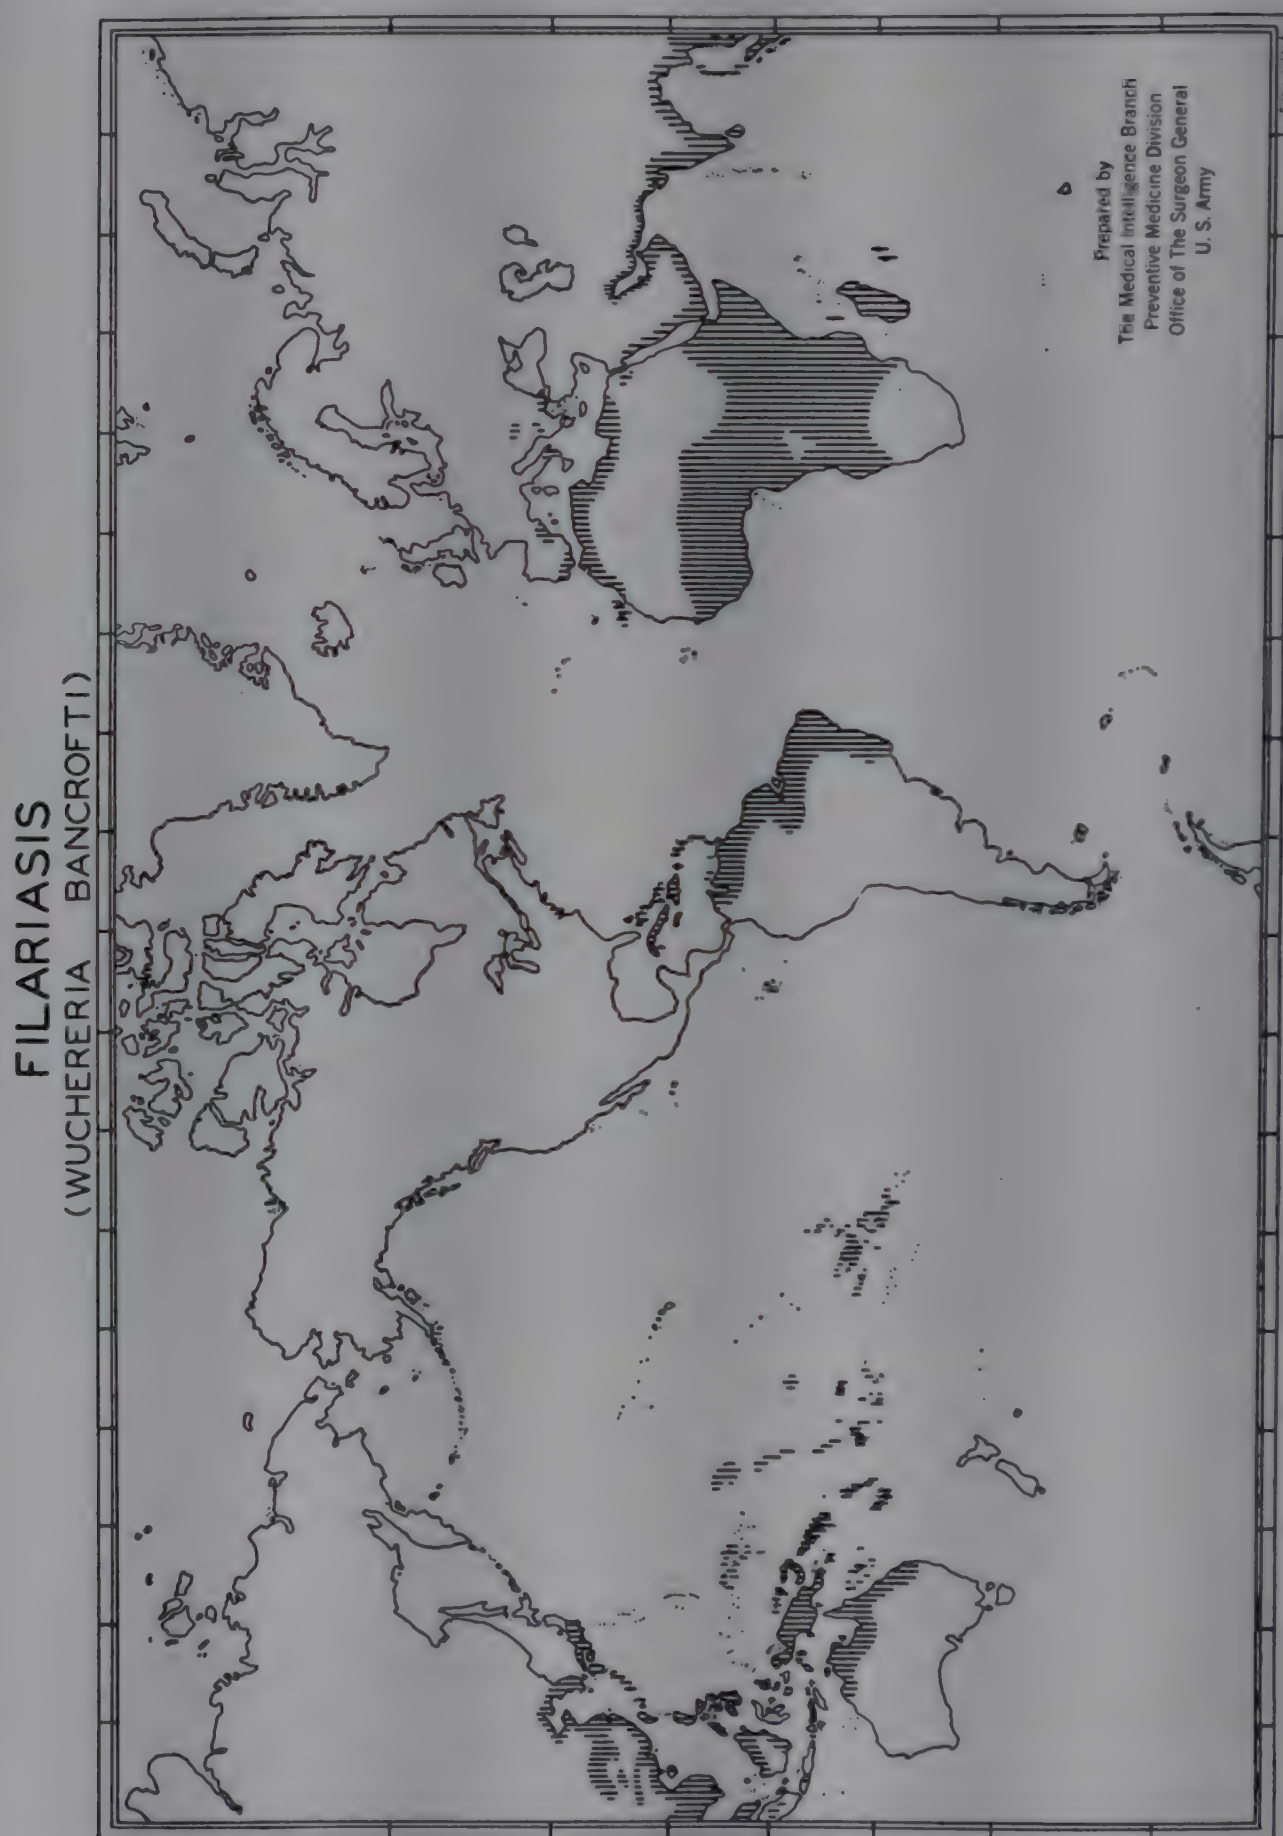 FILARIASIS
(WUCHERERIA BANCROFTI)
Prepared by
The Medical Intelligence Branch
Preventive Medicine Division
Office of The Surgeon General
U. S. Army